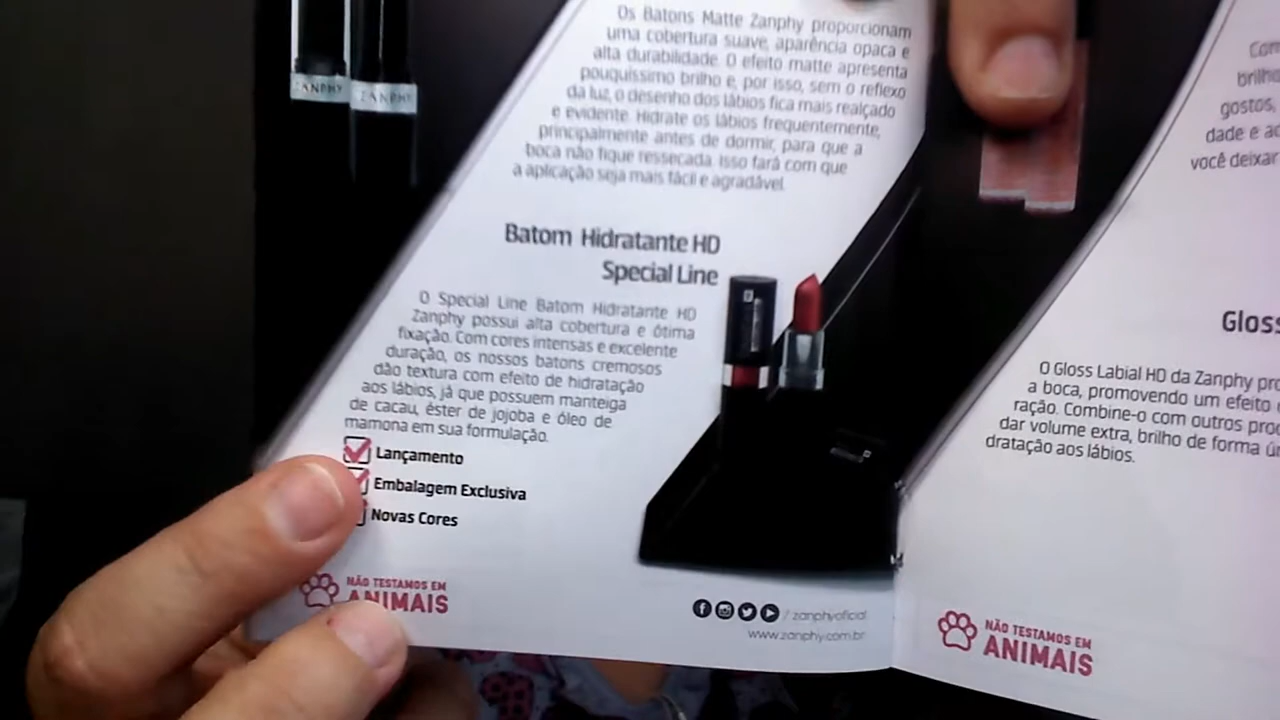 ZANPHY ZANPHY
Os Batons Matte Zanphy proporcionam
uma cobertura suave, aparência opaca e
alta durabilidade. O efeito matte apresenta
pouquíssimo brilho e, por isso, sem o reflexo
da luz, o desenho dos lábios fica mais realçado
e evidente. Hidrate os lábios frequentemente,
principalmente antes de dormir, para que a
boca não fique ressecada. Isso fará com que
a aplicação seja mais fácil e agradável.
Batom Hidratante HD
Special Line
O Special Line Batom Hidratante HD
Zanphy possui alta cobertura e ótima
fixação. Com cores intensas e excelente
duração, os nossos batons cremosos
dão textura com efeito de hidratação
aos lábios, já que possuem manteiga
de cacau, éster de jojoba e óleo de
mamona em sua formulação.
Lançamento
Embalagem Exclusiva
Novas Cores
NÃO TESTAMOS EM
ANIMAIS
/ zanphyoficial
www.zanphy.com.br
brilho
gostos,
dade e
você deixar
O Gloss Labial HD da Zanphy
a boca, promovendo um efeito
ração. Combine-o com outros
dar volume extra, brilho de forma
dratação aos lábios.
NÃO TESTAMOS EM
ANIMAIS